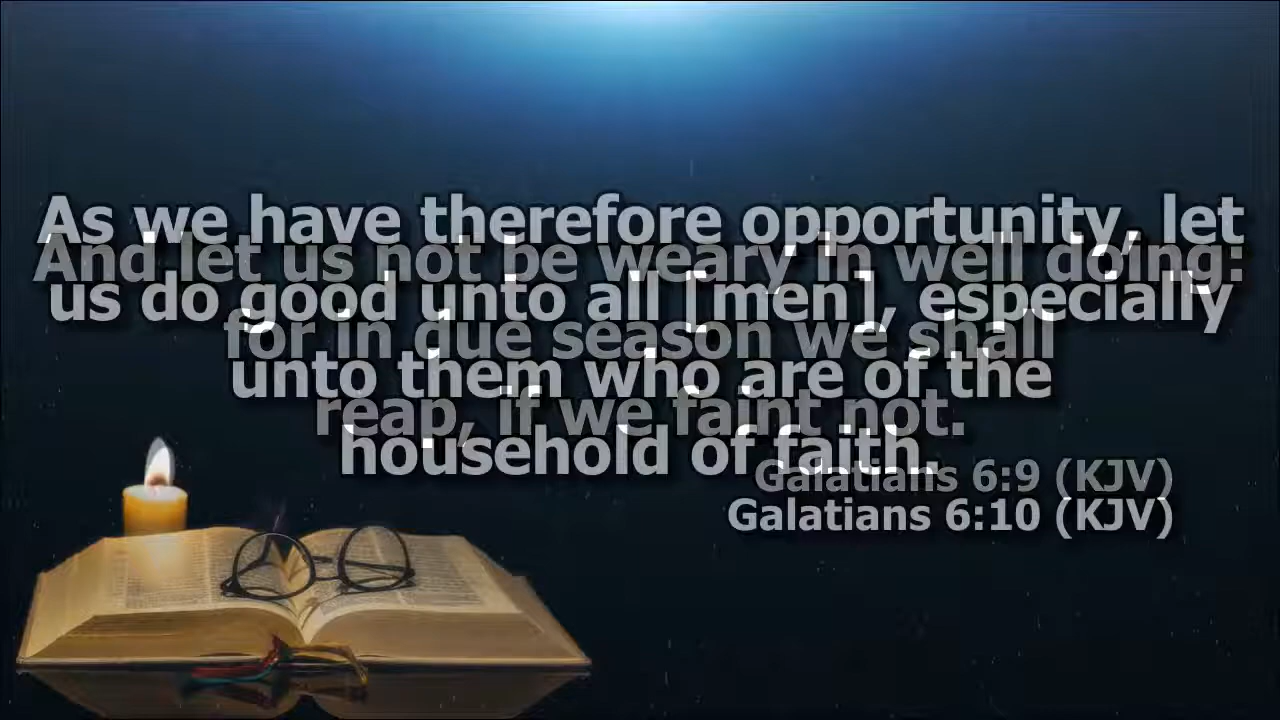 As we have therefore opportunity, let
And let us not be weary in well doing:
us do good unto all [men], especially
for in due season we shall
unto them who are of the
reap, if we faint not.
household of faith.
Galatians 6:9 (KJV)
Galatians 6:10 (KJV)